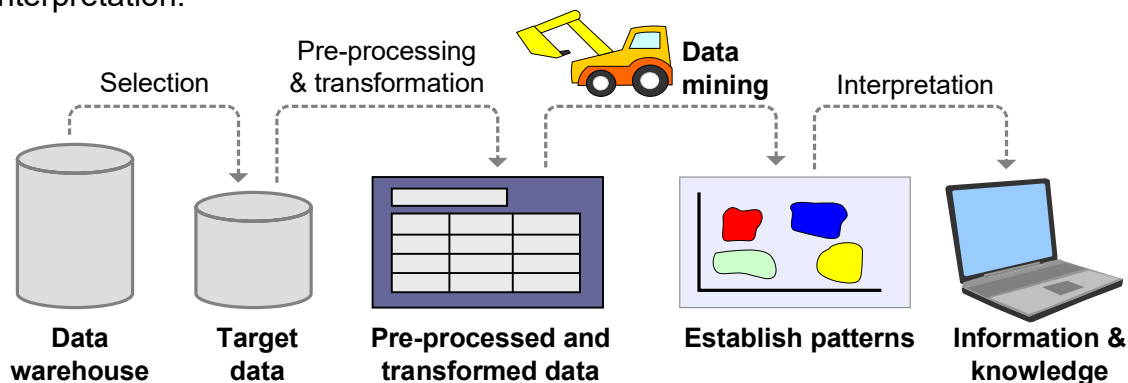 nterpretation.
Selection
Pre-processing
& transformation
Data
mining
Interpretation
Data
warehouse
Target
data
Pre-processed and
transformed data
Establish patterns
Information &
knowledge